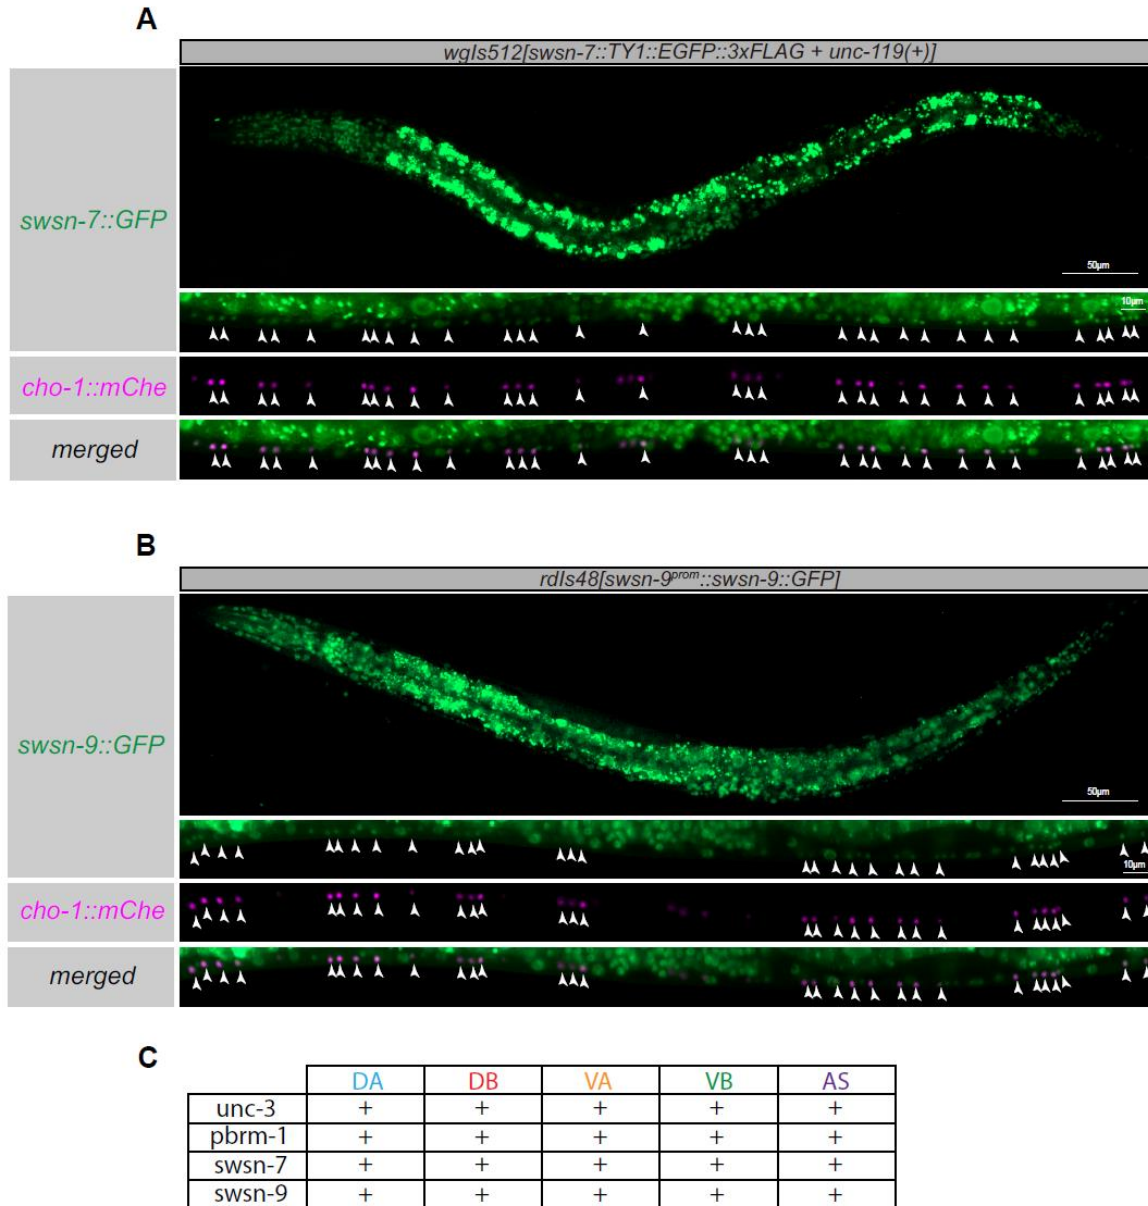 A
wgIs512[swsn-7::TY1::EGFP::3xFLAG + unc-119(+)]
swsn-7::GFP
50µm
10µm
cho-1::mChe
merged
B
rdIs48[swsn-9prom::swsn-9::GFP]
swsn-9::GFP
50µm
10µm
cho-1::mChe
merged
C
DA DB VA VB AS
unc-3 + + + + +
pbrm-1 + + + + +
swsn-7 + + + + +
swsn-9 + + + + +